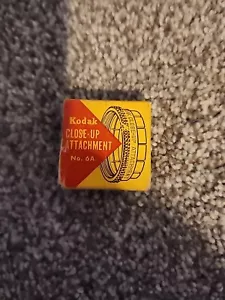 Kodak
CLOSE-UP
ATTACHMENT
No. 6A